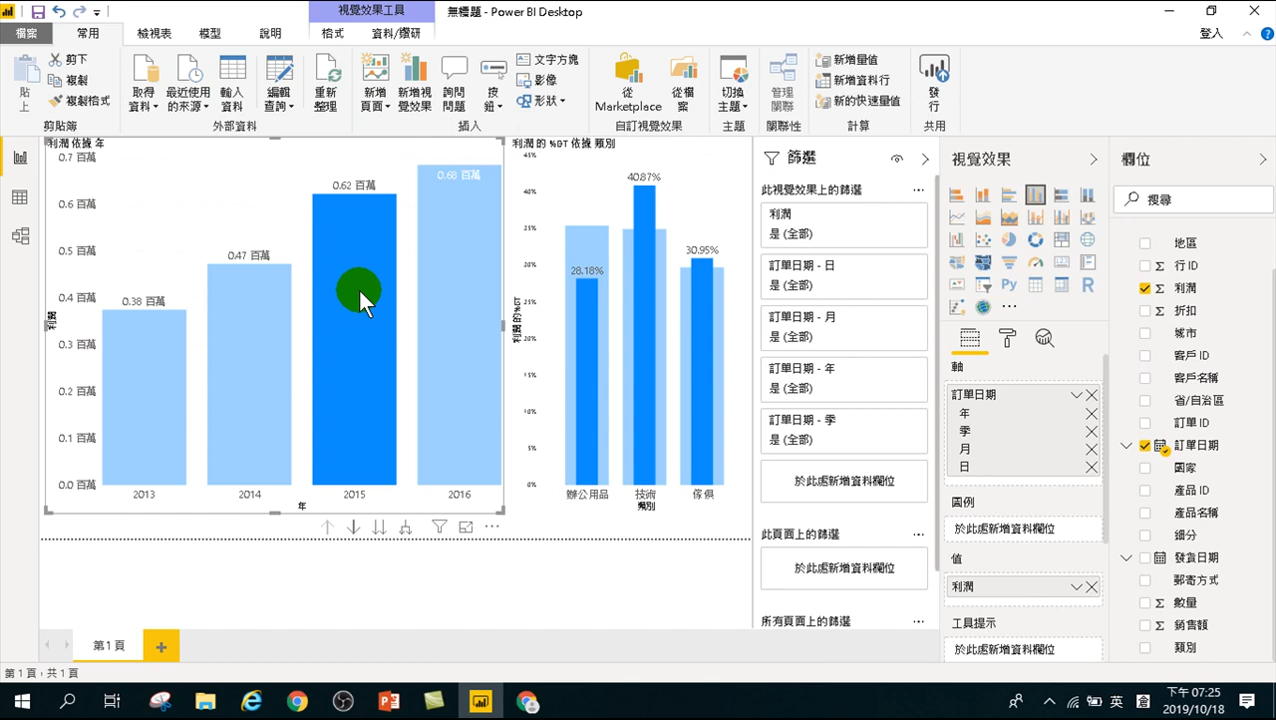 視覺效果工具
無標題 - Power BI Desktop
檔案 常用 檢視表 模型 說明 格式 資料/鑽研 登入
貼上
剪下
複製
複製格式
剪貼簿
取得資料
最近使用的來源
輸入資料
編輯查詢
重新整理
外部資料
新增頁面
新增視覺效果
詢問問題
按鈕
文字方塊
影像
形狀
插入
從 Marketplace
從檔案
自訂視覺效果
切換主題
主題
管理關聯
關聯性
新增量值
新增資料行
新的快速量值
計算
發行
共用
利潤 依據 年
0.7 百萬
0.6 百萬
0.5 百萬
0.4 百萬
0.3 百萬
0.2 百萬
0.1 百萬
0.0 百萬
利潤
0.38 百萬
0.47 百萬
0.62 百萬
0.68 百萬
2013 2014 2015 2016
年
利潤 的 %GT 依據 類別
45%
40%
35%
30%
25%
20%
15%
10%
5%
0%
利潤 的 %GT
28.18%
40.87%
30.95%
辦公用品 技術 傢俱
類別
篩選
此視覺效果上的篩選
利潤
是 (全部)
訂單日期 - 日
是 (全部)
訂單日期 - 月
是 (全部)
訂單日期 - 年
是 (全部)
訂單日期 - 季
是 (全部)
於此處新增資料欄位
此頁面上的篩選
於此處新增資料欄位
所有頁面上的篩選
視覺效果
Py
R
軸
訂單日期
年
季
月
日
圖例
於此處新增資料欄位
值
利潤
工具提示
於此處新增資料欄位
欄位
搜尋
地區
行 ID
利潤
折扣
城市
客戶 ID
客戶名稱
省/自治區
訂單 ID
訂單日期
國家
產品 ID
產品名稱
細分
發貨日期
郵寄方式
數量
銷售額
類別
第 1 頁
第 1 頁，共 1 頁
英
下午 07:25
2019/10/18